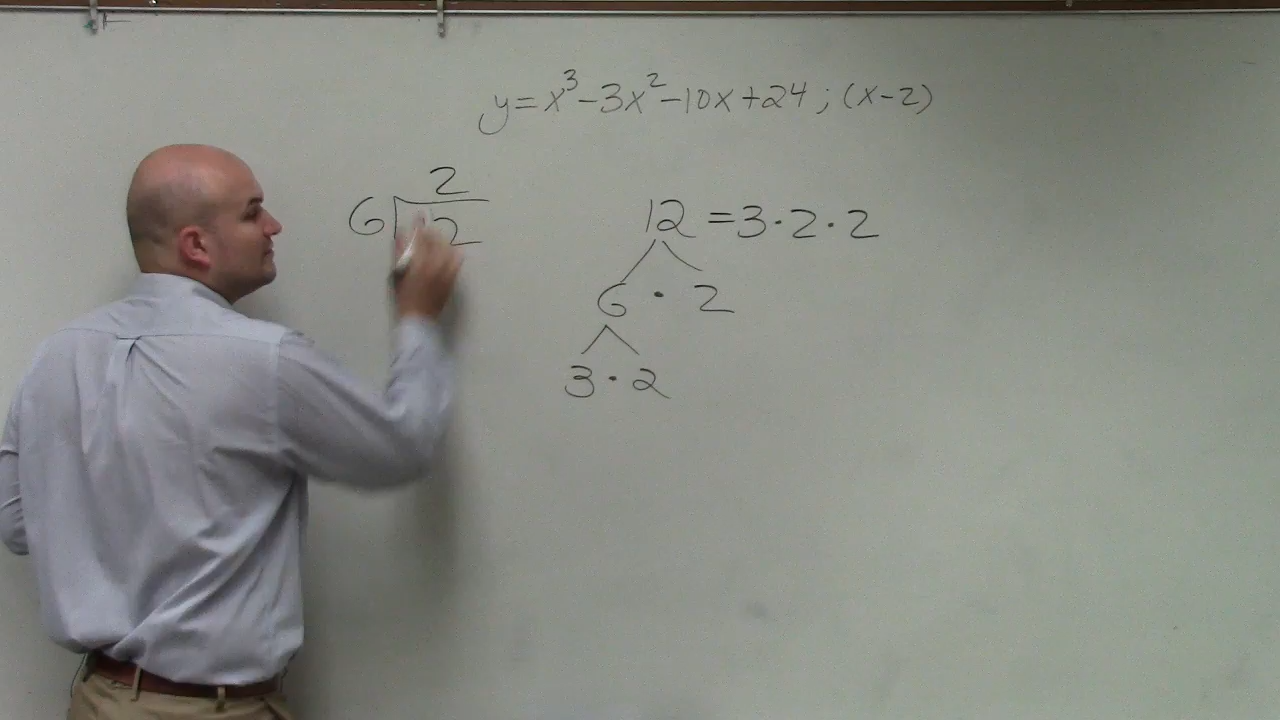 y=x³-3x²-10x+24 ; (x-2)
2
6 2
12 = 3·2·2
6 · 2
3 · 2